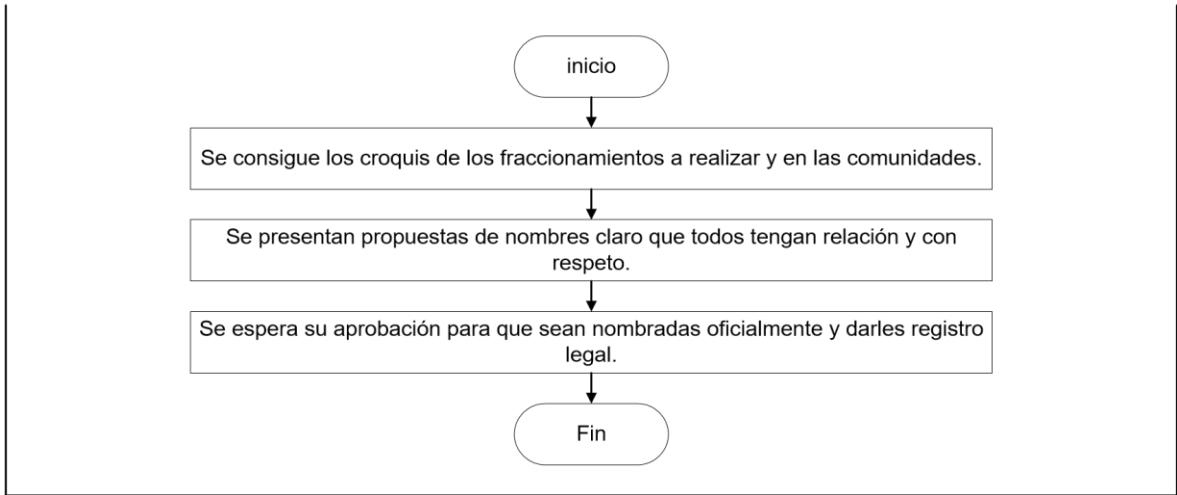 inicio
Se consigue los croquis de los fraccionamientos a realizar y en las comunidades.
Se presentan propuestas de nombres claro que todos tengan relación y con
respeto.
Se espera su aprobación para que sean nombradas oficialmente y darles registro
legal.
Fin